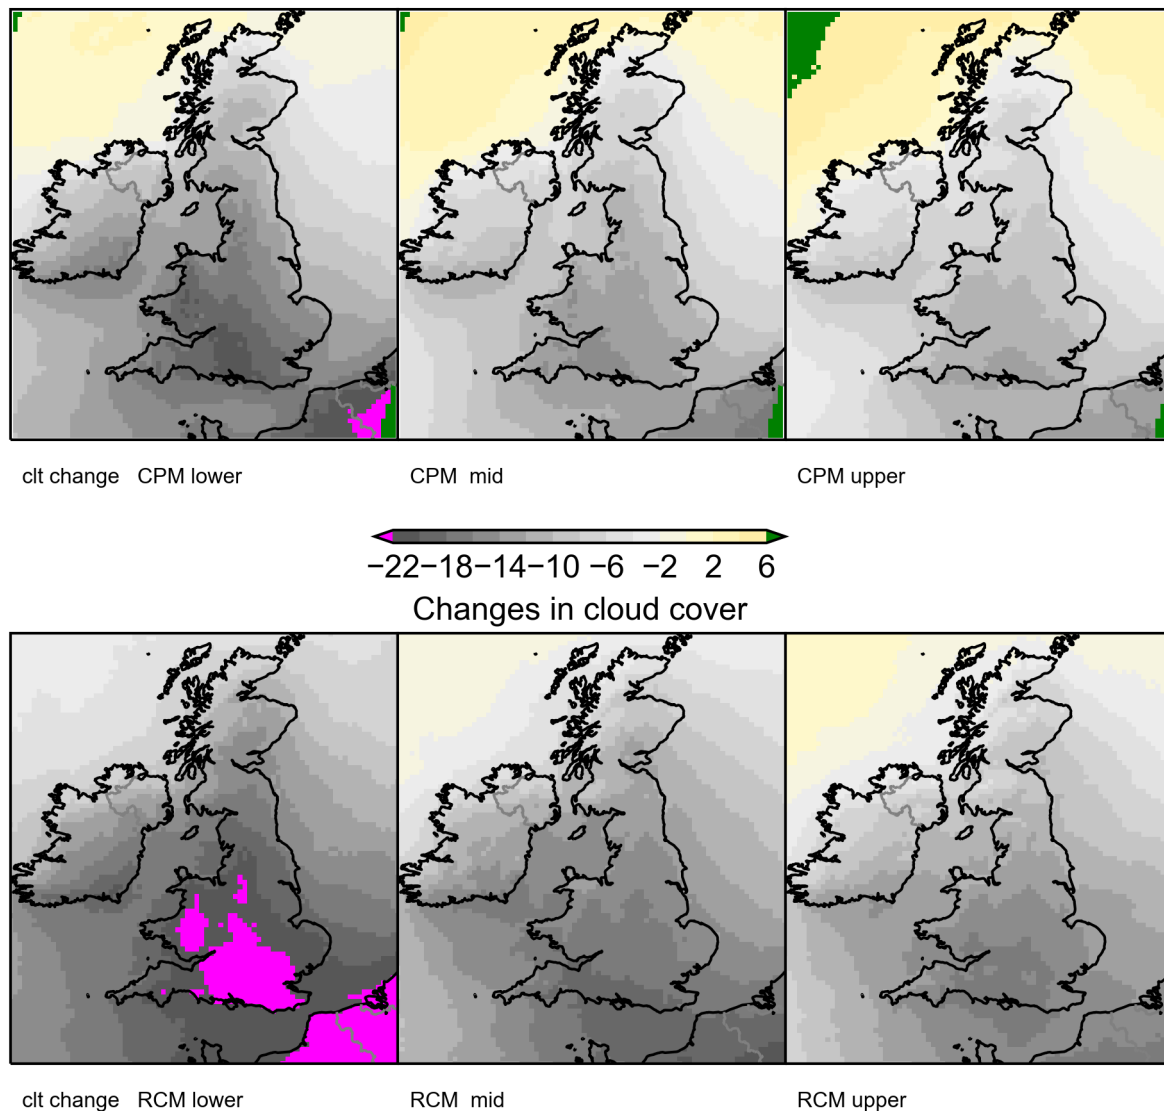 clt change CPM lower
CPM mid
CPM upper
−22 −18 −14 −10 −6 −2 2 6
Changes in cloud cover
clt change RCM lower
RCM mid
RCM upper